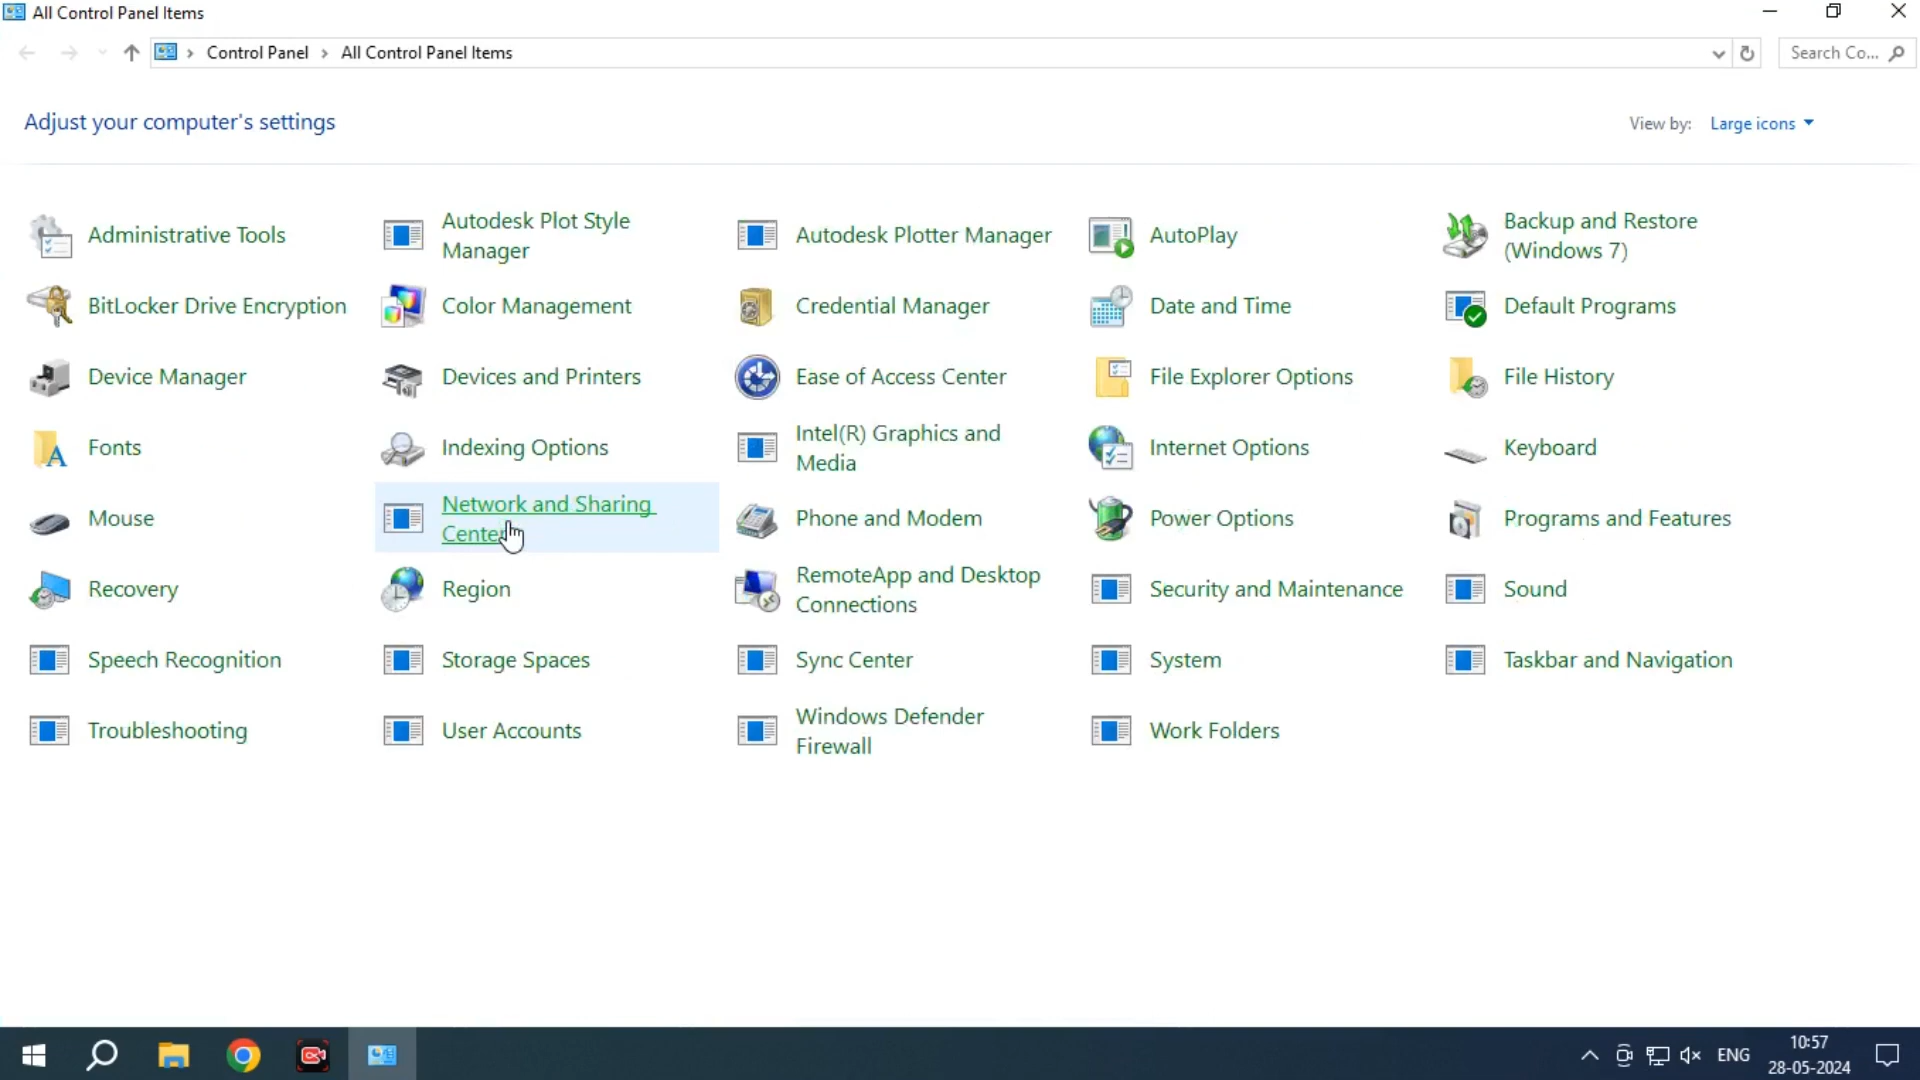 All Control Panel Items
Control Panel › All Control Panel Items
Search Co...
Adjust your computer's settings
View by: Large icons
Administrative Tools
Autodesk Plot Style
Manager
Autodesk Plotter Manager
AutoPlay
Backup and Restore
(Windows 7)
BitLocker Drive Encryption
Color Management
Credential Manager
Date and Time
Default Programs
Device Manager
Devices and Printers
Ease of Access Center
File Explorer Options
File History
Fonts
Indexing Options
Intel(R) Graphics and
Media
Internet Options
Keyboard
Mouse
Network and Sharing
Center
Phone and Modem
Power Options
Programs and Features
Recovery
Region
RemoteApp and Desktop
Connections
Security and Maintenance
Sound
Speech Recognition
Storage Spaces
Sync Center
System
Taskbar and Navigation
Troubleshooting
User Accounts
Windows Defender
Firewall
Work Folders
ENG
10:57
28-05-2024